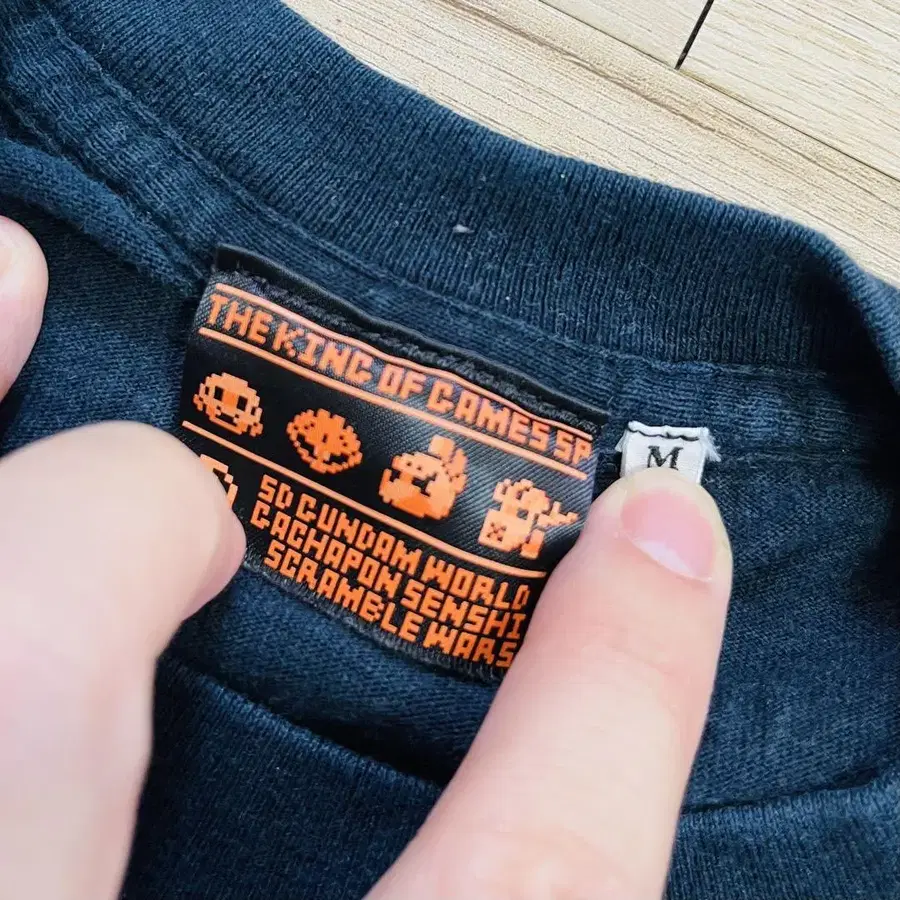 THE KING OF GAMES SP
SD GUNDAM WORLD
GACHAPON SENSHI
SCRAMBLE WARS
M